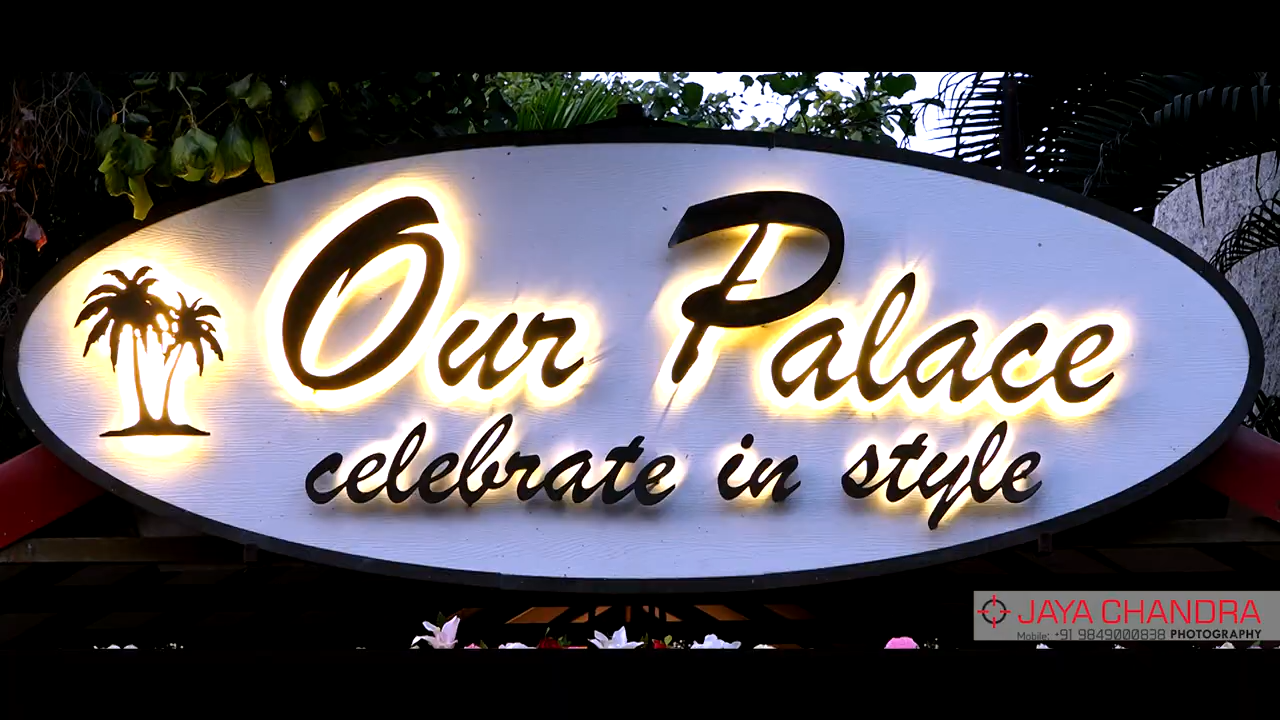 Our Palace
celebrate in style
JAYA CHANDRA
Mobile: +91 9849000838 PHOTOGRAPHY